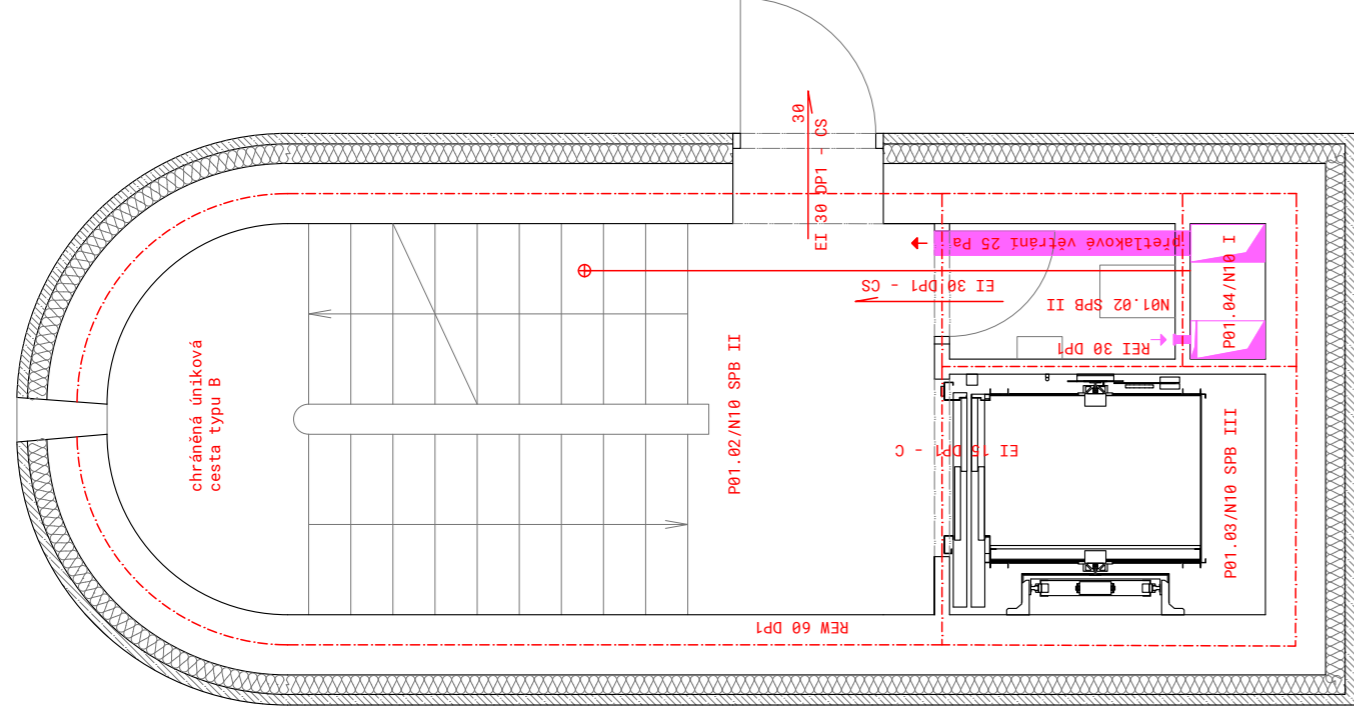 30
EI 30 DP1 - CS
přetlakové větrání 25 Pa
EI 30 DP1 - CS
N01.02 SPB II
REI 30 DP1
P01.04/N10 I
chráněná úniková
cesta typu B
P01.02/N10 SPB II
EI 15 DP1 - C
P01.03/N10 SPB III
REW 60 DP1